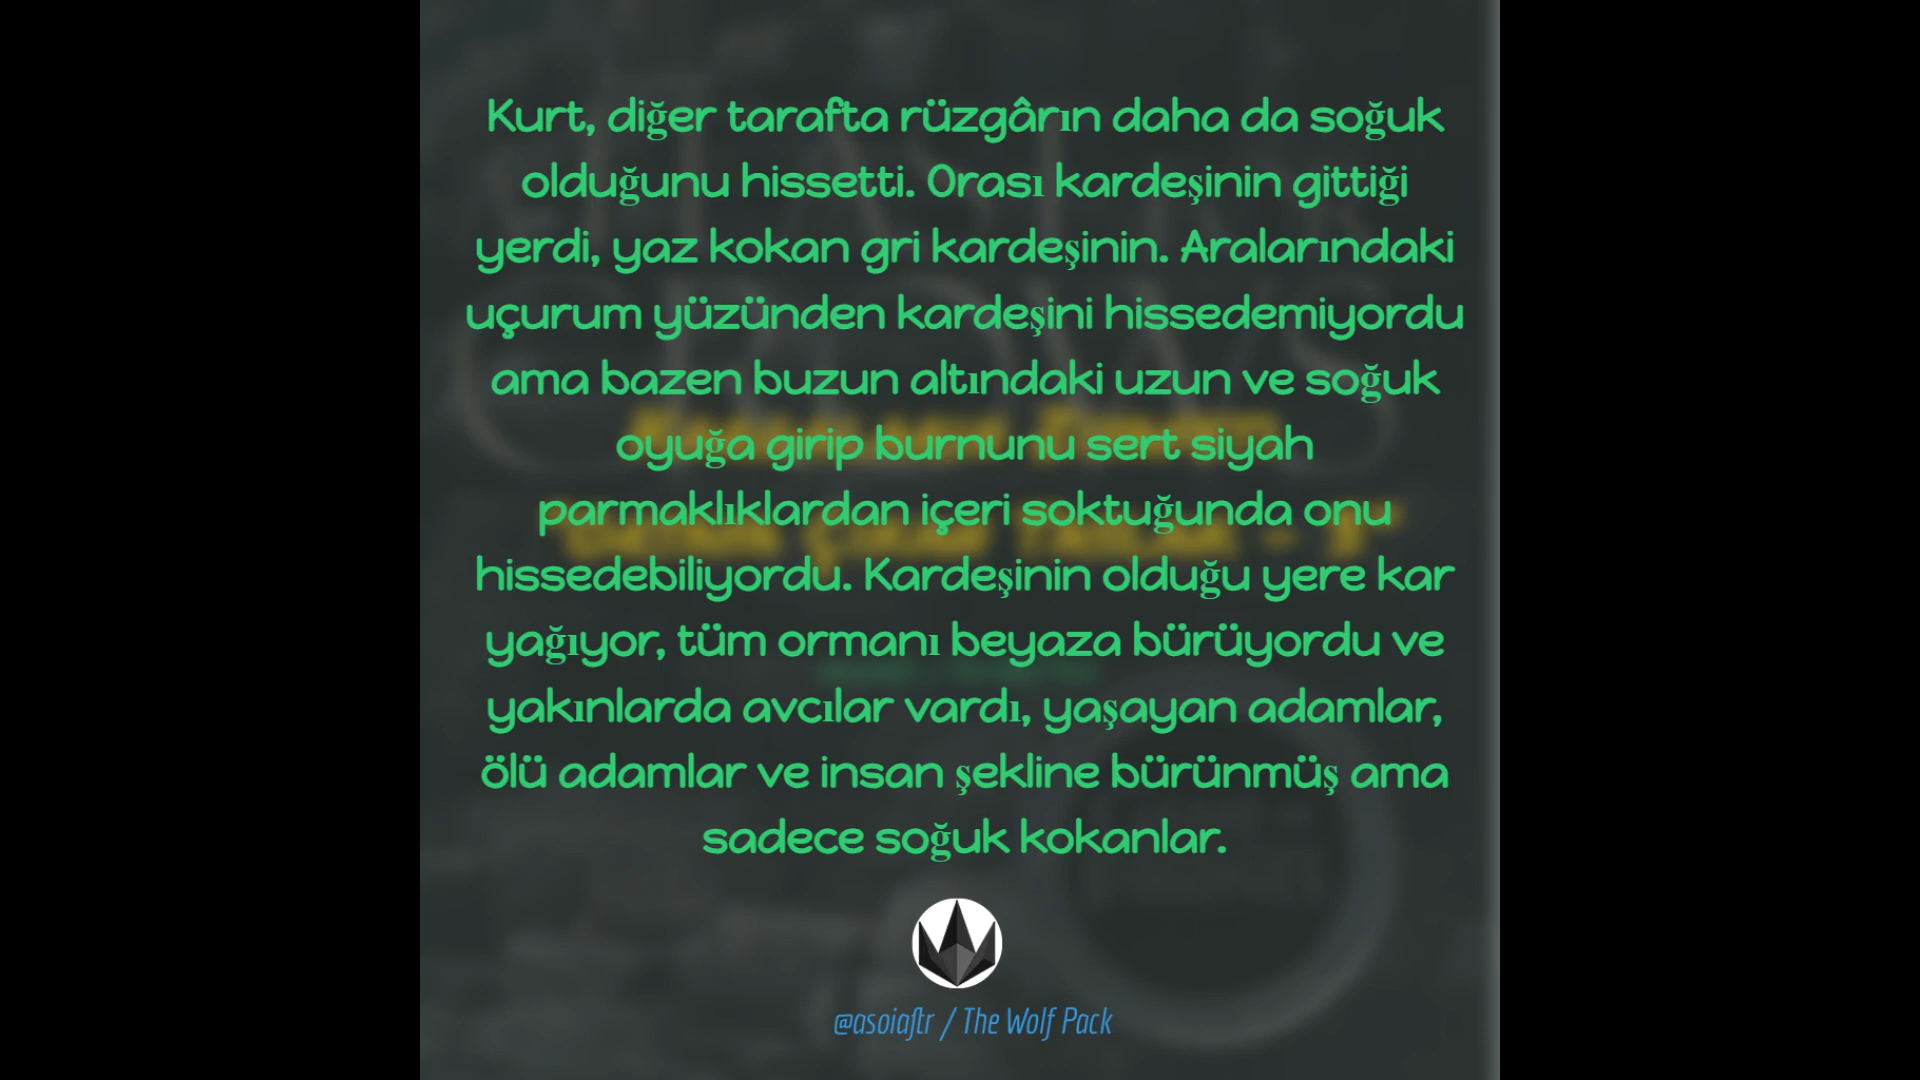 Kurt, diğer tarafta rüzgârın daha da soğuk
olduğunu hissetti. Orası kardeşinin gittiği
yerdi, yaz kokan gri kardeşinin. Aralarındaki
uçurum yüzünden kardeşini hissedemiyordu
ama bazen buzun altındaki uzun ve soğuk
oyuğa girip burnunu sert siyah
parmaklıklardan içeri soktuğunda onu
hissedebiliyordu. Kardeşinin olduğu yere kar
yağıyor, tüm ormanı beyaza bürüyordu ve
yakınlarda avcılar vardı, yaşayan adamlar,
ölü adamlar ve insan şekline bürünmüş ama
sadece soğuk kokanlar.
@asoiaftr / The Wolf Pack